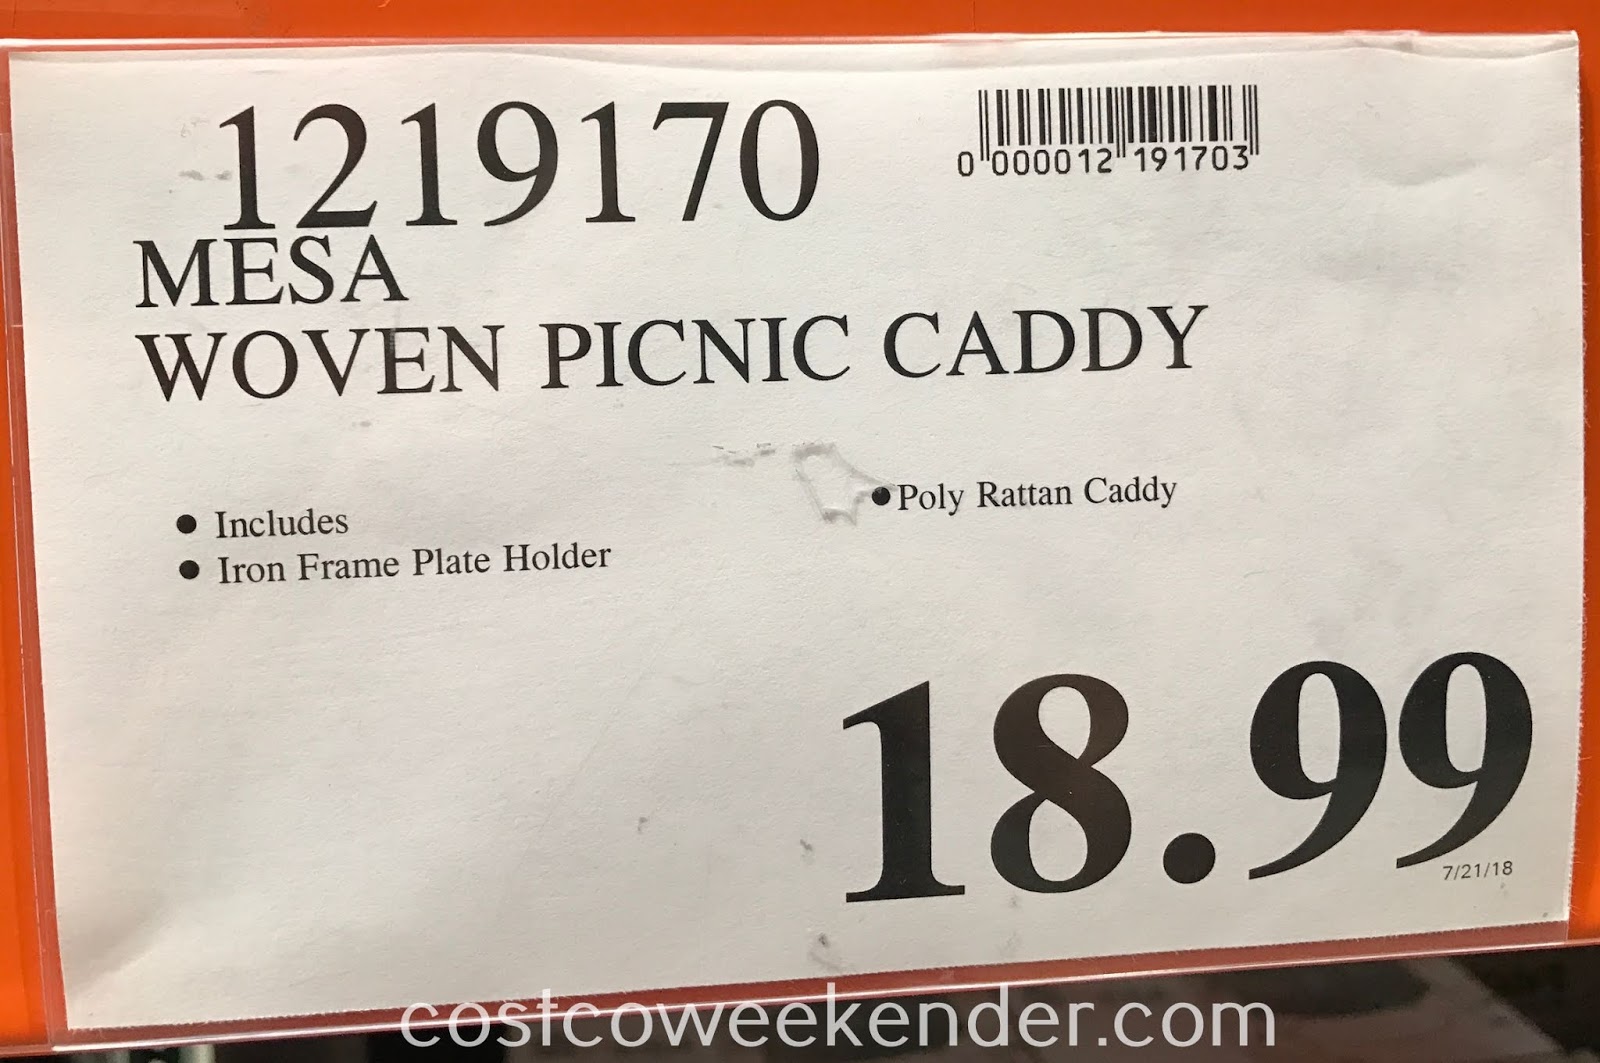 1219170
0 000012 191703
MESA
WOVEN PICNIC CADDY
• Includes
• Iron Frame Plate Holder
• Poly Rattan Caddy
18.99
7/21/18
costcoweekender.com